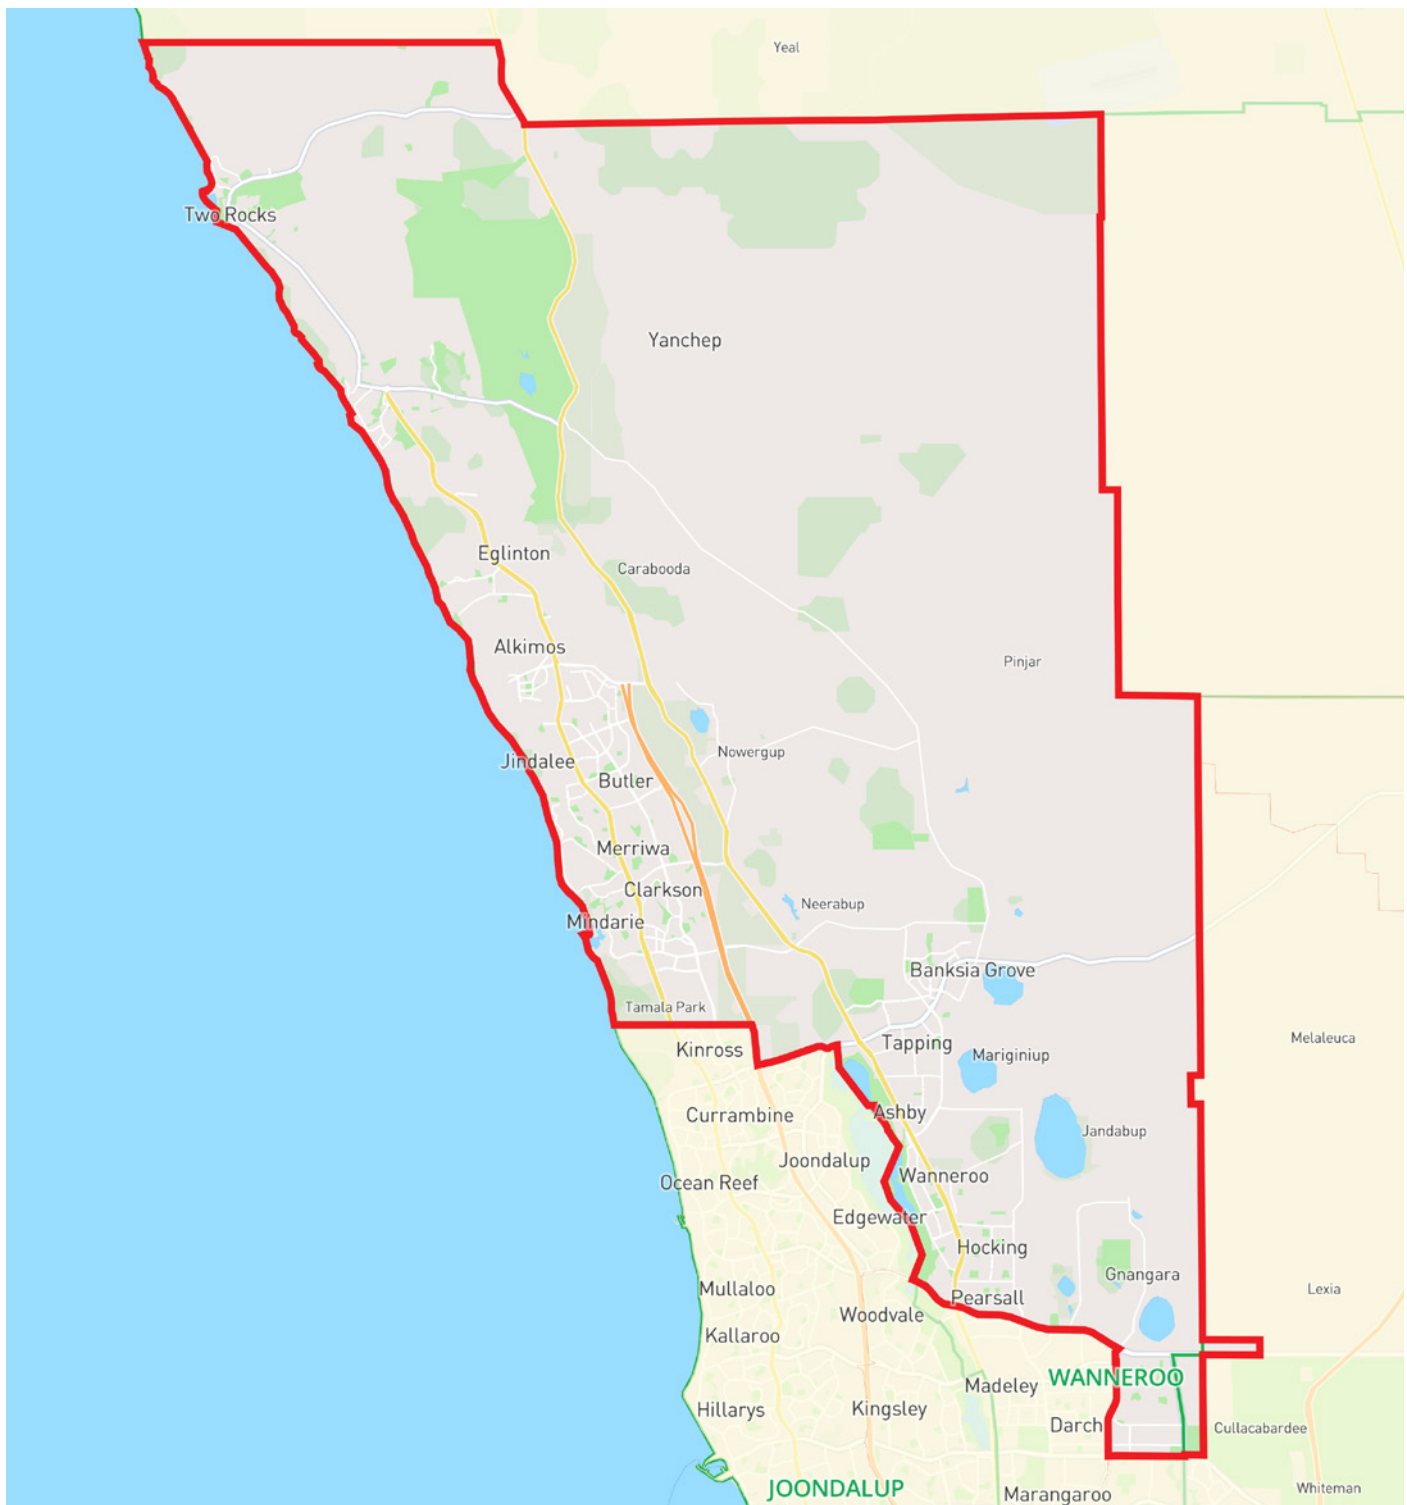 Yeal
Two Rocks
Yanchep
Eglinton
Carabooda
Alkimos
Pinjar
Nowergup
Jindalee
Butler
Merriwa
Clarkson
Neerabup
Mindarie
Banksia Grove
Tamala Park
Melaleuca
Tapping
Kinross
Mariginiup
Ashby
Currambine
Jandabup
Joondalup
Wanneroo
Ocean Reef
Edgewater
Hocking
Gnangara
Mullaloo
Lexia
Pearsall
Woodvale
Kallaroo
WANNEROO
Madeley
Hillarys
Kingsley
Darch
Cullacabardee
JOONDALUP
Whiteman
Marangaroo